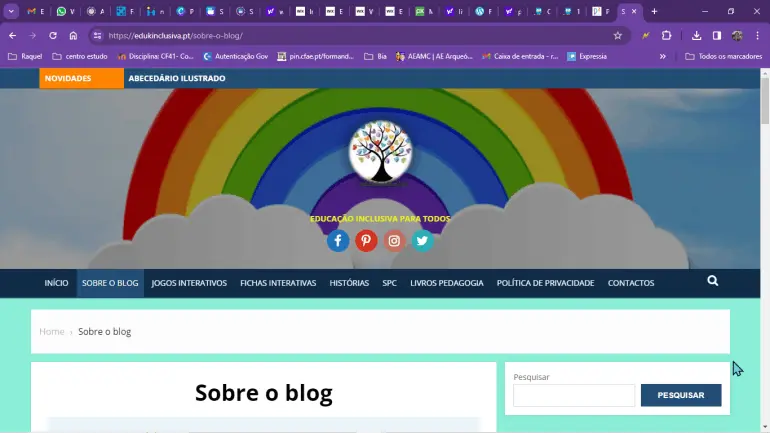 https://edukinclusiva.pt/sobre-o-blog/
Raquel
centro estudo
Disciplina: CF41- Co...
Autenticação Gov
pin.cfae.pt/formand...
Bia
AEAMC | AE Arqueó...
Caixa de entrada - r...
Expressia
Todos os marcadores
NOVIDADES
ABECEDÁRIO ILUSTRADO
EDUCAÇÃO INCLUSIVA PARA TODOS
INÍCIO
SOBRE O BLOG
JOGOS INTERATIVOS
FICHAS INTERATIVAS
HISTÓRIAS
SPC
LIVROS PEDAGOGIA
POLÍTICA DE PRIVACIDADE
CONTACTOS
Home › Sobre o blog
Sobre o blog
Pesquisar
PESQUISAR